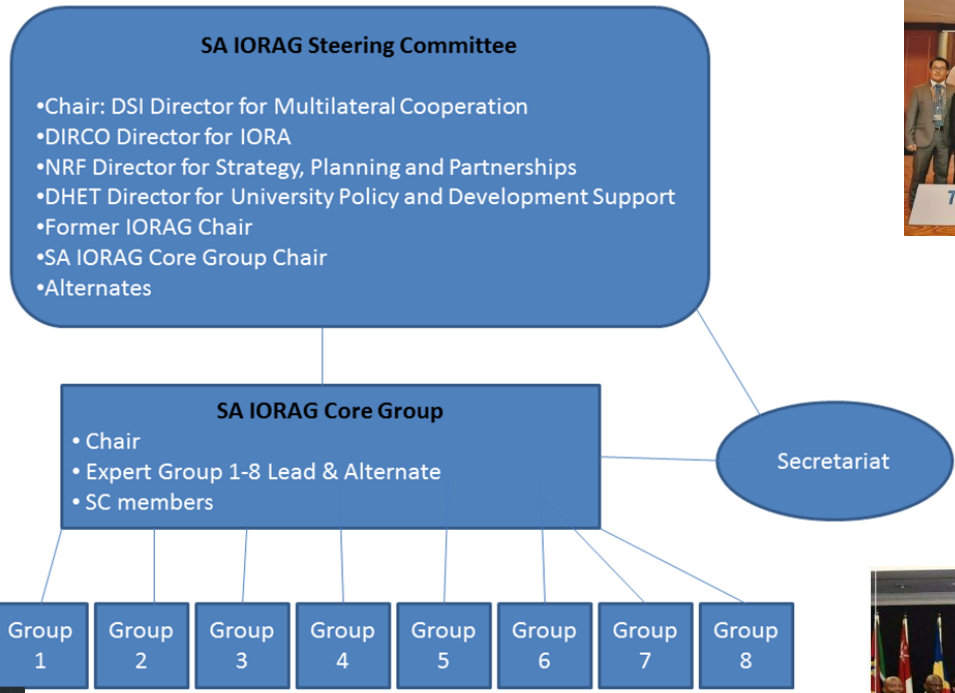 SA IORAG Steering Committee
•Chair: DSI Director for Multilateral Cooperation
•DIRCO Director for IORA
•NRF Director for Strategy, Planning and Partnerships
•DHET Director for University Policy and Development Support
•Former IORAG Chair
•SA IORAG Core Group Chair
•Alternates
SA IORAG Core Group
• Chair
• Expert Group 1-8 Lead & Alternate
• SC members
Secretariat
Group
1
Group
2
Group
3
Group
4
Group
5
Group
6
Group
7
Group
8